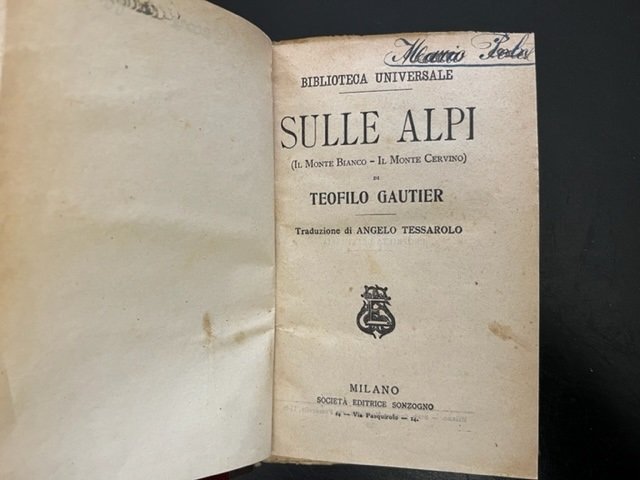 Mario
BIBLIOTECA UNIVERSALE
SULLE ALPI
(IL MONTE BIANCO - IL MONTE CERVINO)
DI
TEOFILO GAUTIER
Traduzione di ANGELO TESSAROLO
MILANO
SOCIETÀ EDITRICE SONZOGNO
14 — Via Pasquirolo — 14.